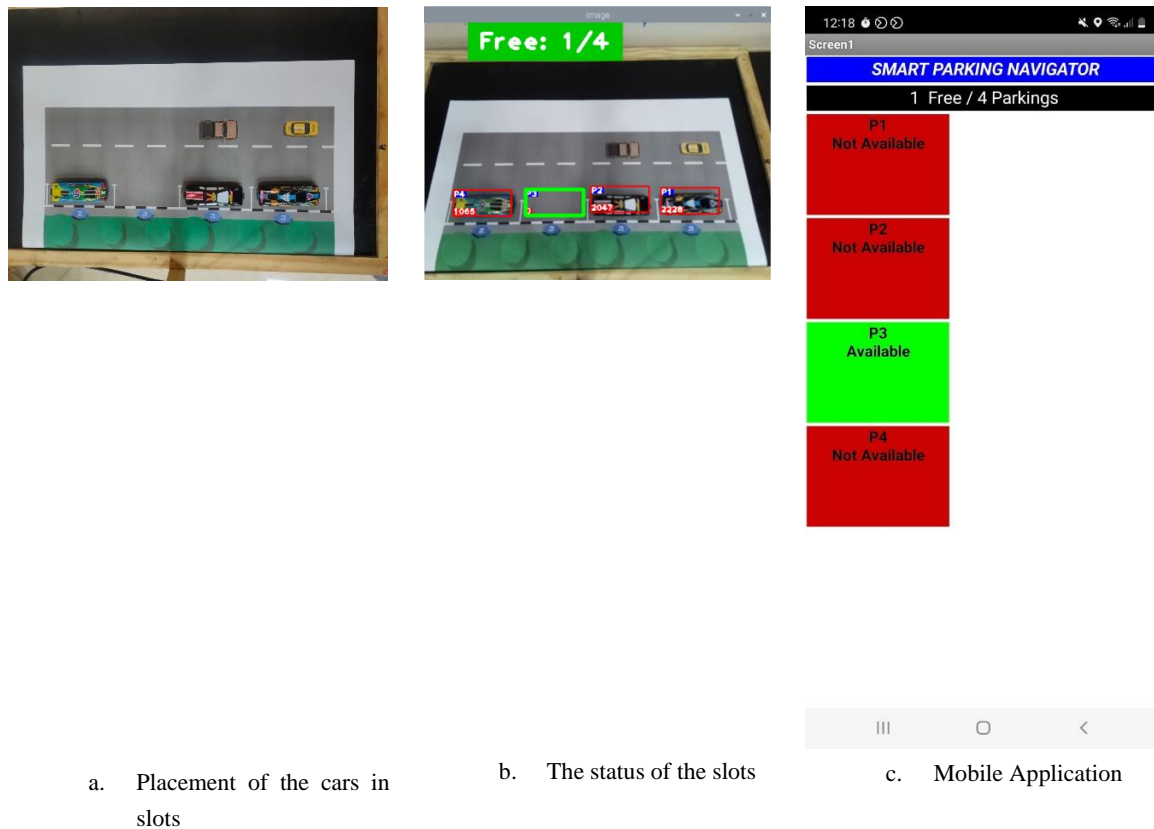 image
Free: 1/4
P4
P3
P2
P1
1065
0
2047
2228
12:18
Screen1
SMART PARKING NAVIGATOR
1 Free / 4 Parkings
P1
Not Available
P2
Not Available
P3
Available
P4
Not Available
a. Placement of the cars in
slots
b. The status of the slots
c. Mobile Application